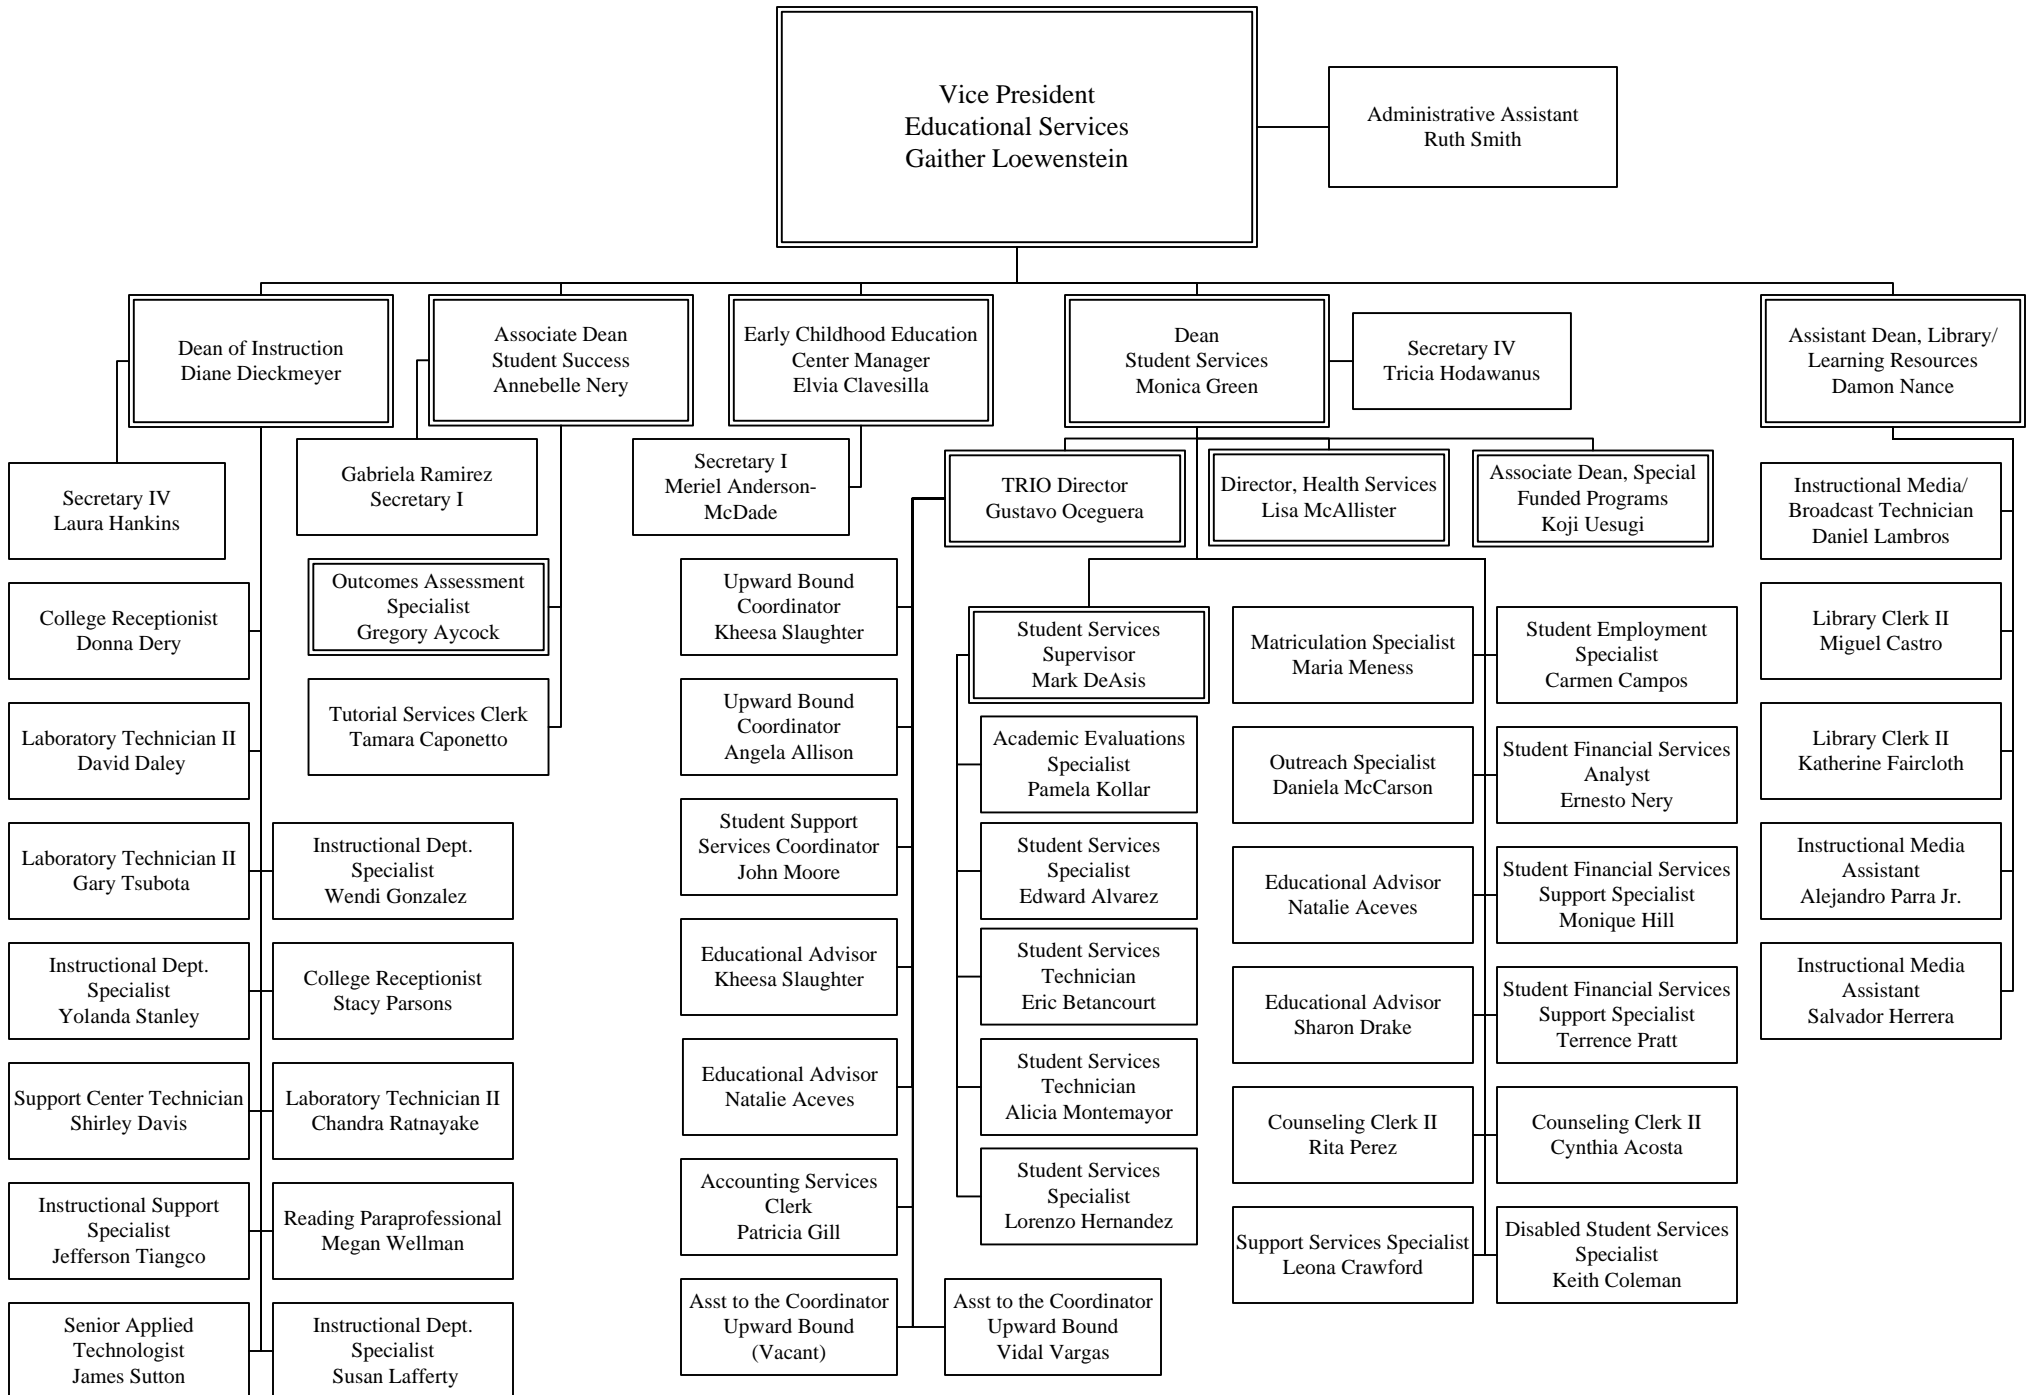 Vice President
Educational Services
Gaither Loewenstein
Administrative Assistant
Ruth Smith
Dean of Instruction
Diane Dieckmeyer
Associate Dean
Student Success
Annebelle Nery
Early Childhood Education
Center Manager
Elvia Clavesilla
Dean
Student Services
Monica Green
Secretary IV
Tricia Hodawanus
Assistant Dean, Library/
Learning Resources
Damon Nance
Secretary IV
Laura Hankins
College Receptionist
Donna Dery
Laboratory Technician II
David Daley
Laboratory Technician II
Gary Tsubota
Instructional Dept.
Specialist
Wendi Gonzalez
Instructional Dept.
Specialist
Yolanda Stanley
College Receptionist
Stacy Parsons
Support Center Technician
Shirley Davis
Laboratory Technician II
Chandra Ratnayake
Instructional Support
Specialist
Jefferson Tiangco
Reading Paraprofessional
Megan Wellman
Senior Applied
Technologist
James Sutton
Instructional Dept.
Specialist
Susan Lafferty
Gabriela Ramirez
Secretary I
Outcomes Assessment
Specialist
Gregory Aycock
Tutorial Services Clerk
Tamara Caponetto
Secretary I
Meriel Anderson-
McDade
TRIO Director
Gustavo Oceguera
Director, Health Services
Lisa McAllister
Associate Dean, Special
Funded Programs
Koji Uesugi
Upward Bound
Coordinator
Kheesa Slaughter
Upward Bound
Coordinator
Angela Allison
Student Support
Services Coordinator
John Moore
Educational Advisor
Kheesa Slaughter
Educational Advisor
Natalie Aceves
Accounting Services
Clerk
Patricia Gill
Asst to the Coordinator
Upward Bound
(Vacant)
Asst to the Coordinator
Upward Bound
Vidal Vargas
Student Services
Supervisor
Mark DeAsis
Academic Evaluations
Specialist
Pamela Kollar
Student Services
Specialist
Edward Alvarez
Student Services
Technician
Eric Betancourt
Student Services
Technician
Alicia Montemayor
Student Services
Specialist
Lorenzo Hernandez
Matriculation Specialist
Maria Meness
Student Employment
Specialist
Carmen Campos
Outreach Specialist
Daniela McCarson
Student Financial Services
Analyst
Ernesto Nery
Educational Advisor
Natalie Aceves
Student Financial Services
Support Specialist
Monique Hill
Educational Advisor
Sharon Drake
Student Financial Services
Support Specialist
Terrence Pratt
Counseling Clerk II
Rita Perez
Counseling Clerk II
Cynthia Acosta
Support Services Specialist
Leona Crawford
Disabled Student Services
Specialist
Keith Coleman
Instructional Media/
Broadcast Technician
Daniel Lambros
Library Clerk II
Miguel Castro
Library Clerk II
Katherine Faircloth
Instructional Media
Assistant
Alejandro Parra Jr.
Instructional Media
Assistant
Salvador Herrera